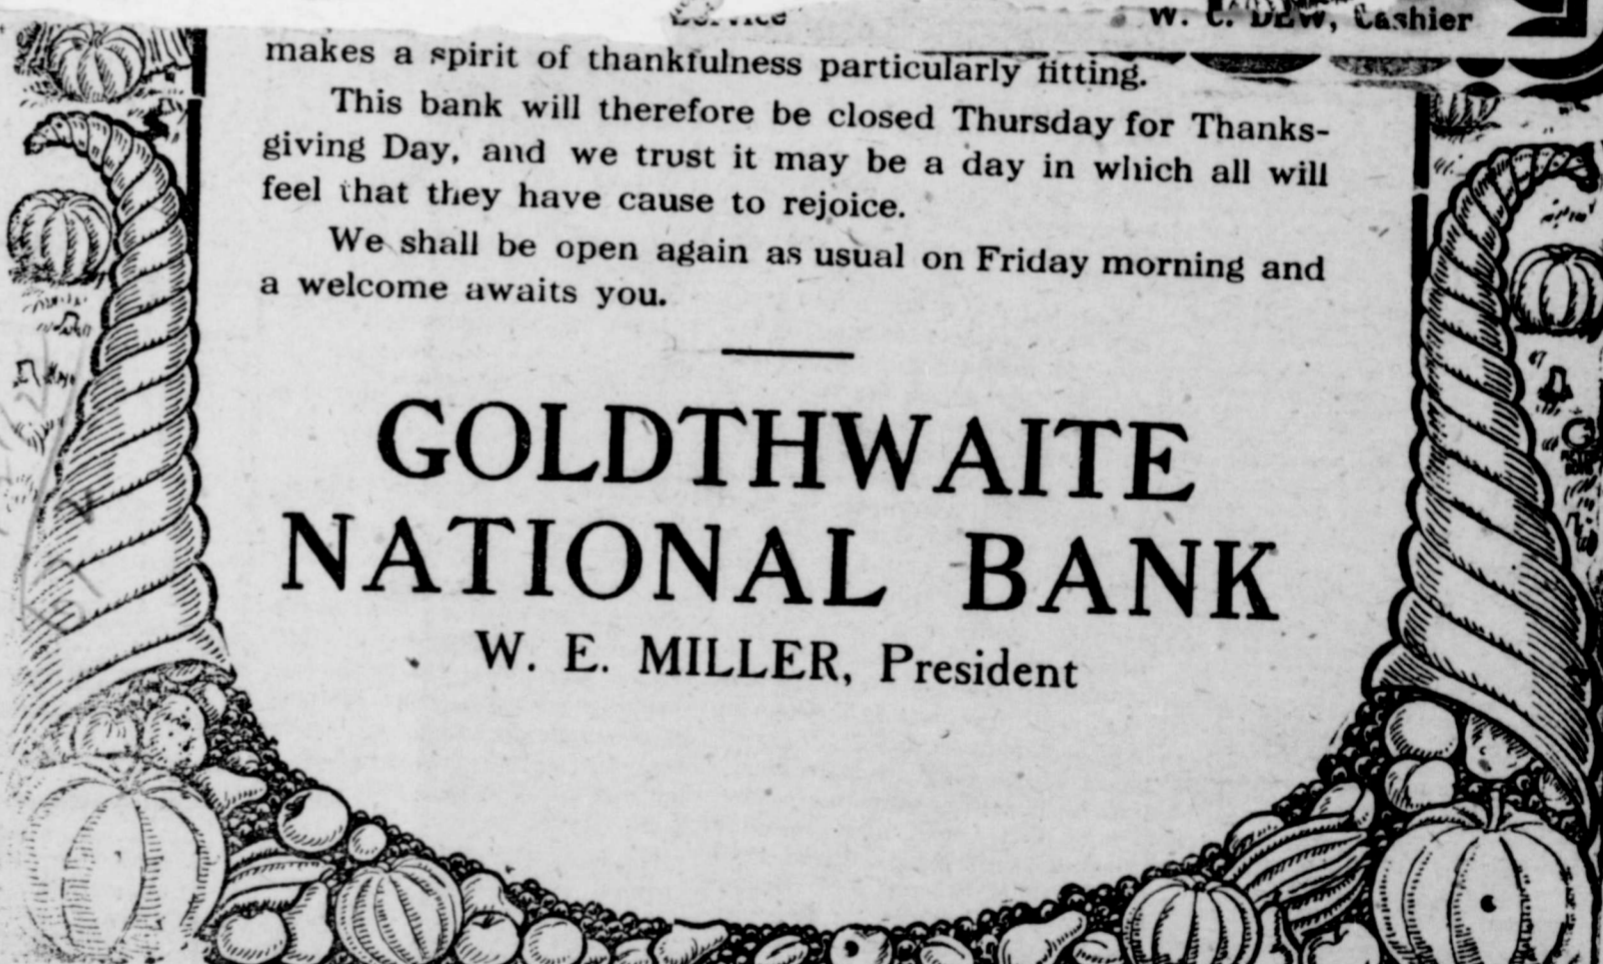 W. C. DEW, Cashier
makes a spirit of thankfulness particularly fitting.
This bank will therefore be closed Thursday for Thanks-
giving Day, and we trust it may be a day in which all will
feel that they have cause to rejoice.
We shall be open again as usual on Friday morning and
a welcome awaits you.
GOLDTHWAITE
NATIONAL BANK
W. E. MILLER, President